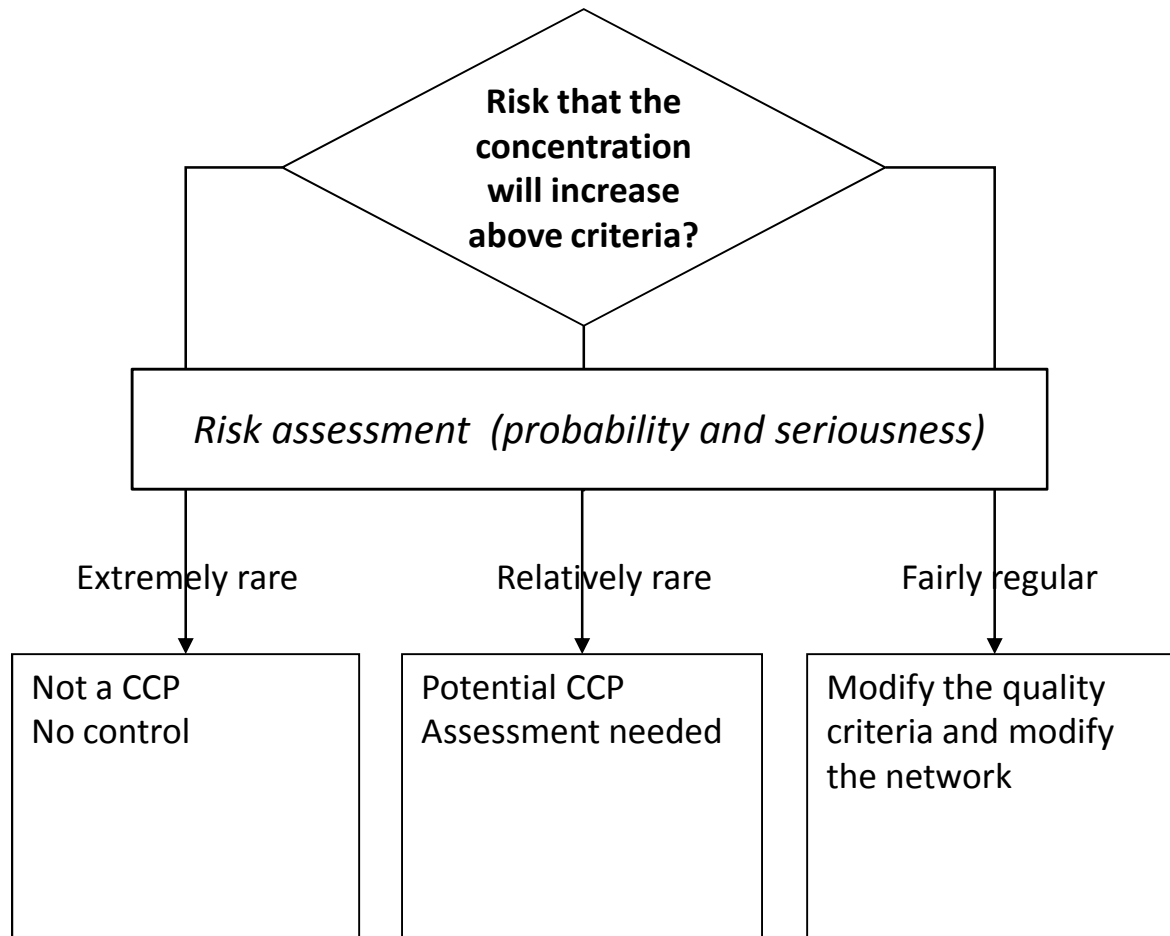 Risk that the
concentration
will increase
above criteria?
Risk assessment (probability and seriousness)
Extremely rare
Relatively rare
Fairly regular
Not a CCP
No control
Potential CCP
Assessment needed
Modify the quality
criteria and modify
the network